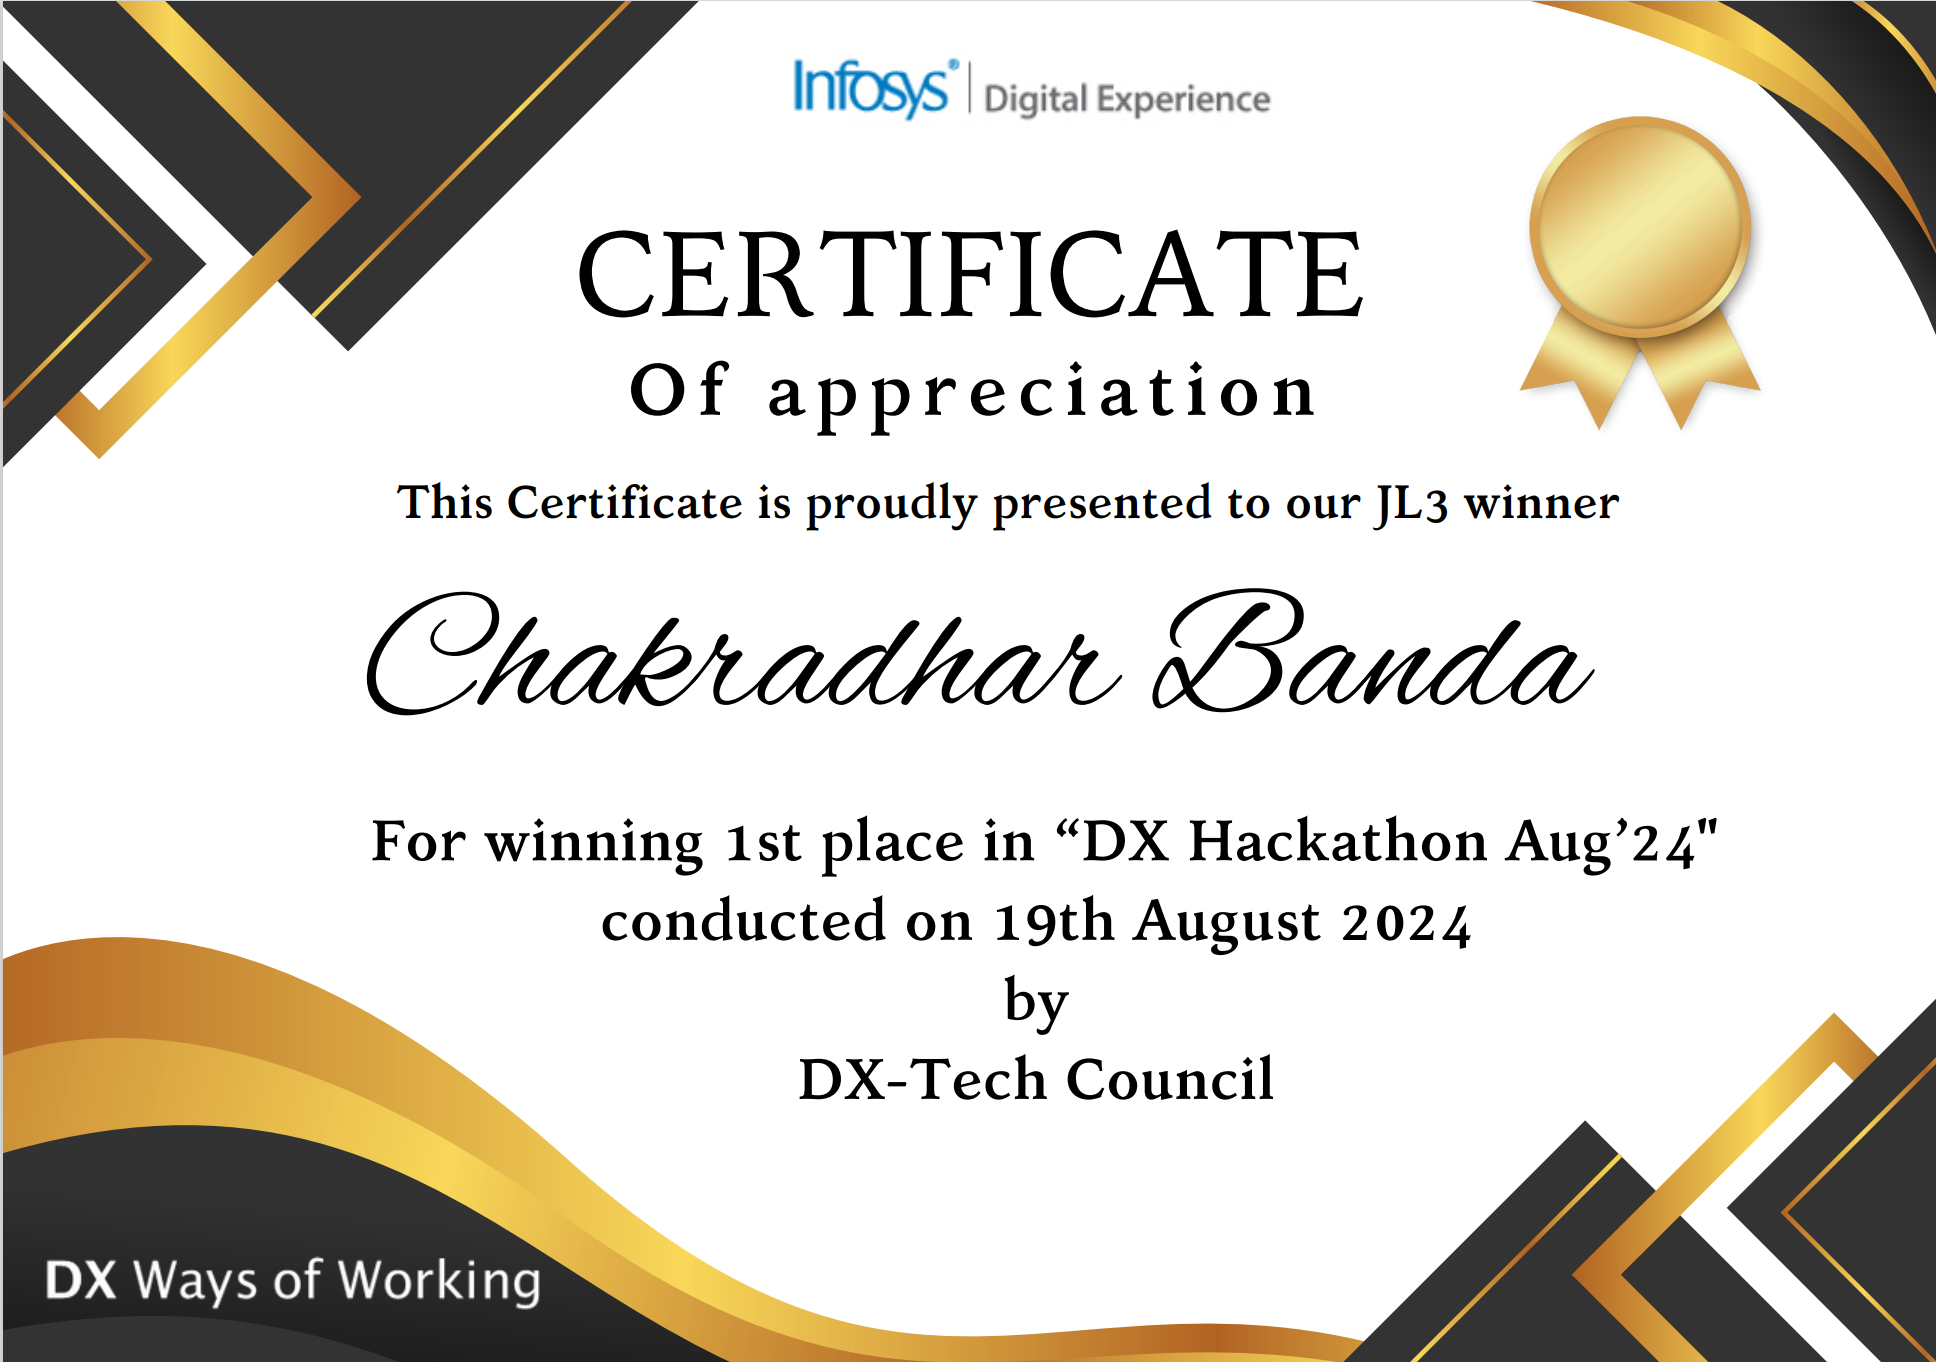 Infosys® | Digital Experience
CERTIFICATE
Of appreciation
This Certificate is proudly presented to our JL3 winner
Chakradhar Banda
For winning 1st place in “DX Hackathon Aug’24"
conducted on 19th August 2024
by
DX-Tech Council
DX Ways of Working